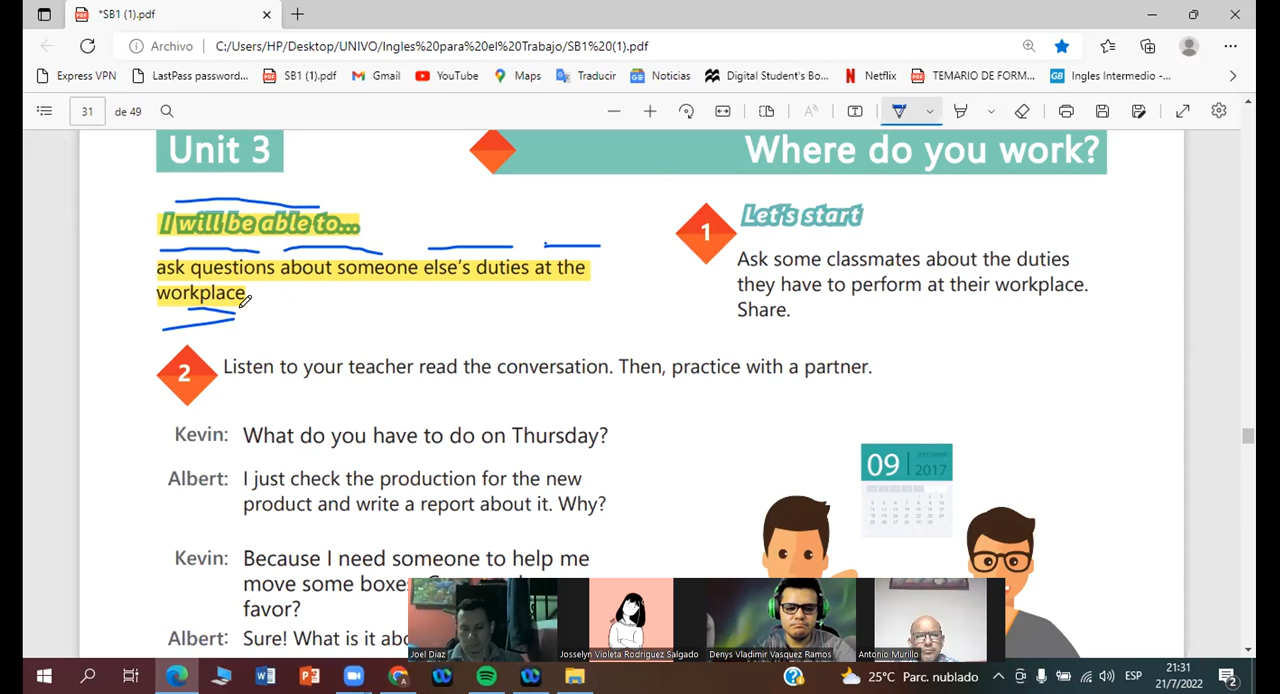 *SB1 (1).pdf
Archivo C:/Users/HP/Desktop/UNIVO/Ingles%20para%20el%20Trabajo/SB1%20(1).pdf
Express VPN LastPass password... SB1 (1).pdf Gmail YouTube Maps Traducir Noticias Digital Student's Bo... Netflix TEMARIO DE FORM... Ingles Intermedio -...
31 de 49
Unit 3
Where do you work?
I will be able to...
ask questions about someone else's duties at the
workplace
1
Let's start
Ask some classmates about the duties
they have to perform at their workplace.
Share.
2
Listen to your teacher read the conversation. Then, practice with a partner.
Kevin: What do you have to do on Thursday?
Albert: I just check the production for the new
product and write a report about it. Why?
Kevin: Because I need someone to help me
move some boxes
favor?
Albert: Sure! What is it abo
09
2017
Joel Diaz
Josselyn Violeta Rodriguez Salgado
Denys Vladimir Vasquez Ramos
Antonio Murillo
25°C Parc. nublado
ESP
21:31
21/7/2022
2